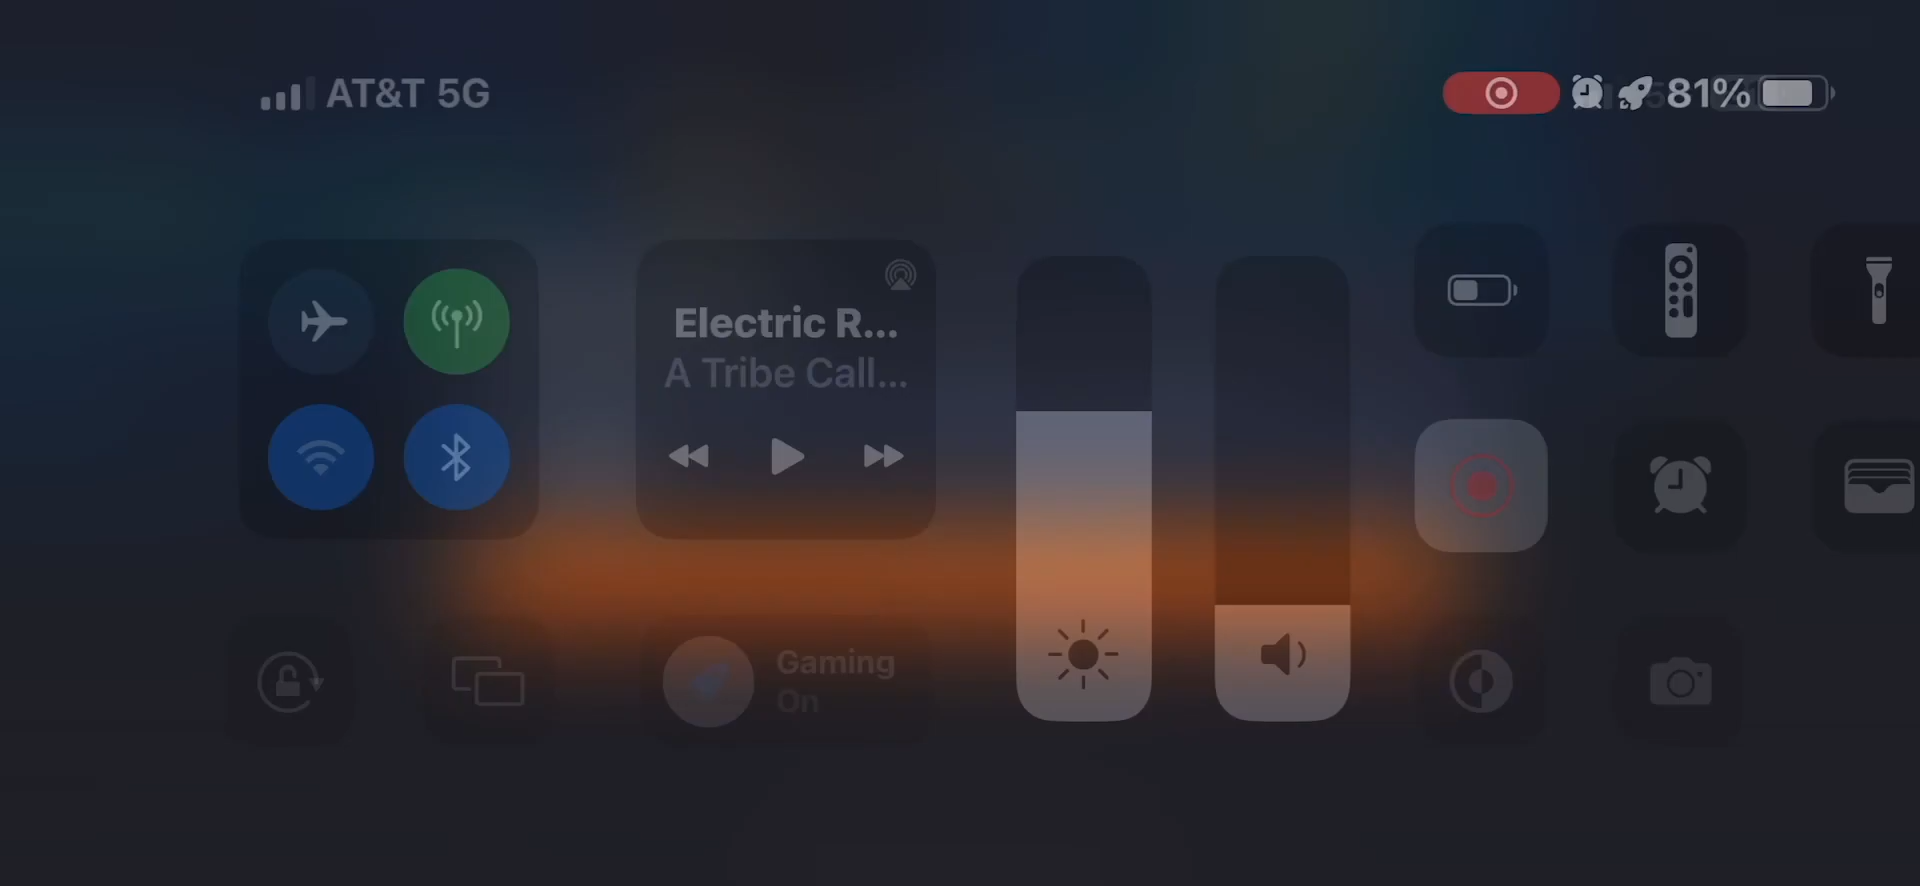 AT&T 5G
81%
Electric R...
A Tribe Call...
Gaming
On